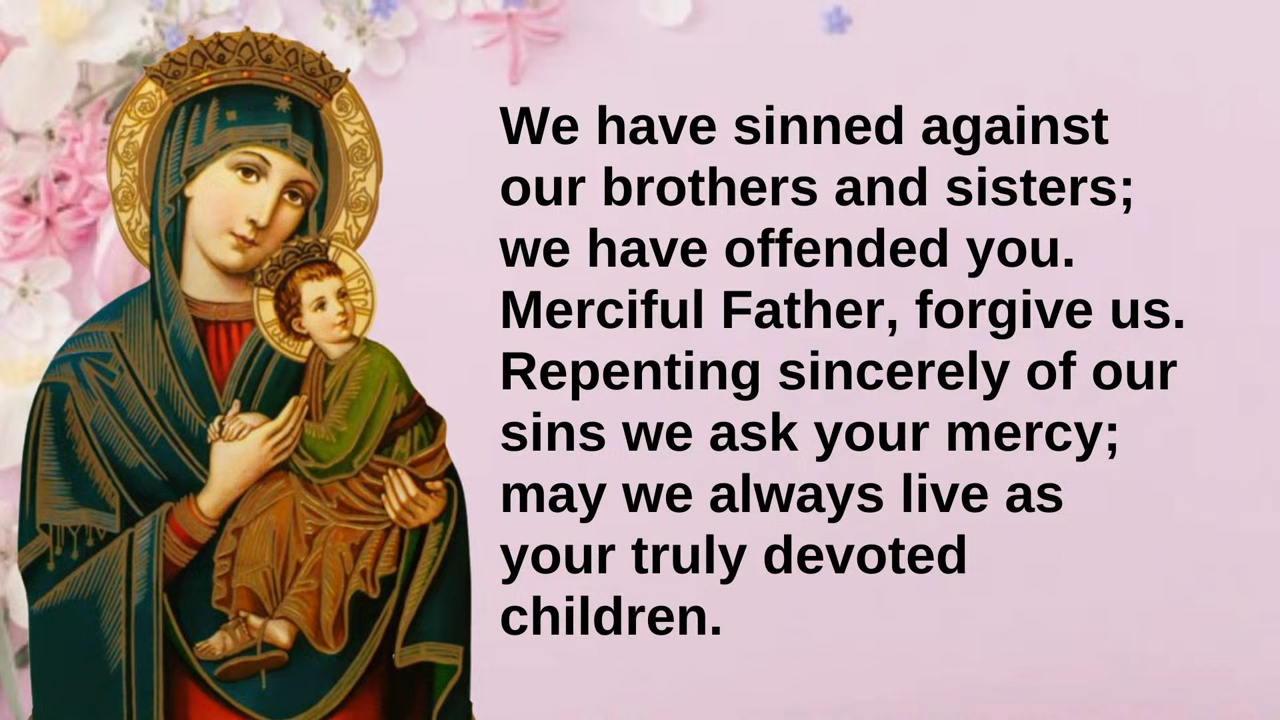 We have sinned against
our brothers and sisters;
we have offended you.
Merciful Father, forgive us.
Repenting sincerely of our
sins we ask your mercy;
may we always live as
your truly devoted
children.